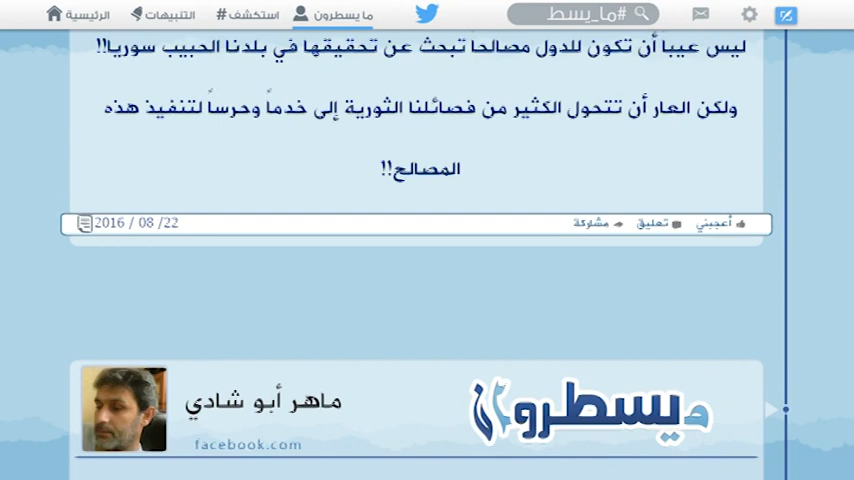 الرئيسية التنبيهات #استكشف ما يسطرون #ما_يسط
ليس عيباً أن تكون للدول مصالحاً تبحث عن تحقيقها في بلدنا الحبيب سوريا!!
ولكن العار أن تتحول الكثير من فصائلنا الثورية إلى خدماً وحرساً لتنفيذ هذه
المصالح!!
أعجبني تعليق مشاركة 2016 / 08 /22
ما يسطرون
ماهر أبو شادي
facebook.com